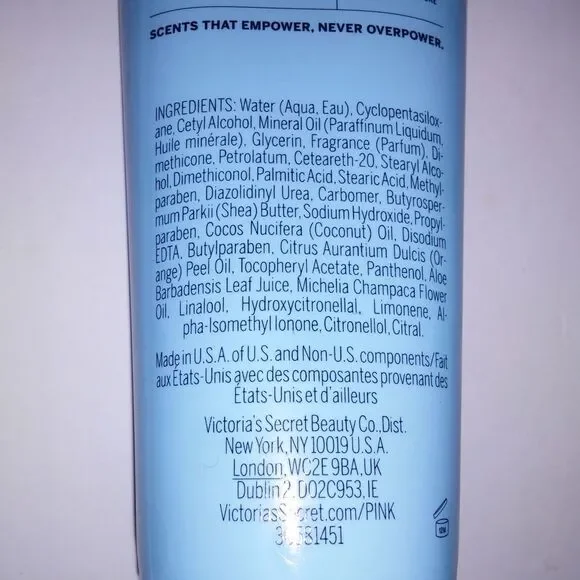 SCENTS THAT EMPOWER, NEVER OVERPOWER.
INGREDIENTS: Water (Aqua, Eau), Cyclopentasilox-
ane, Cetyl Alcohol, Mineral Oil (Paraffinum Liquidum,
Huile minérale), Glycerin, Fragrance (Parfum), Di-
methicone, Petrolatum, Ceteareth-20, Stearyl Alco-
hol, Dimethiconol, Palmitic Acid, Stearic Acid, Methyl-
paraben, Diazolidinyl Urea, Carbomer, Butyrosper-
mum Parkii (Shea) Butter, Sodium Hydroxide, Propyl-
paraben, Cocos Nucifera (Coconut) Oil, Disodium
EDTA, Butylparaben, Citrus Aurantium Dulcis (Or-
ange) Peel Oil, Tocopheryl Acetate, Panthenol, Aloe
Barbadensis Leaf Juice, Michelia Champaca Flower
Oil, Linalool, Hydroxycitronellal, Limonene, Al-
pha-Isomethyl Ionone, Citronellol, Citral.
Made in U.S.A. of U.S. and Non-U.S. components/Fait
aux États-Unis avec des composantes provenant des
États-Unis et d'ailleurs
Victoria's Secret Beauty Co., Dist.
New York, NY 10019 U.S.A.
London, WC2E 9BA, UK
Dublin 2, D02C953, IE
VictoriasSecret.com/PINK
12M